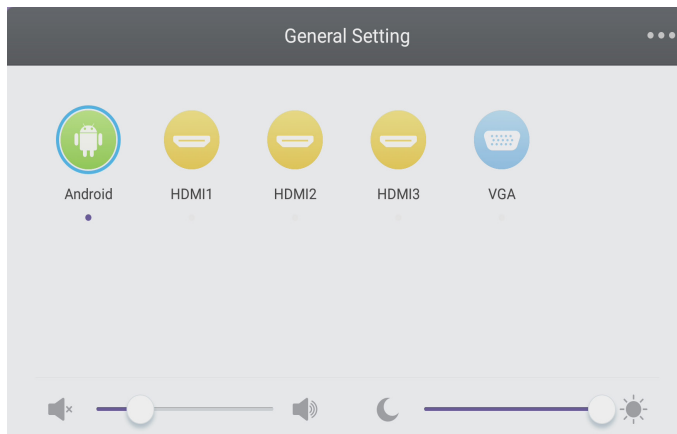 General Setting
Android
HDMI1
HDMI2
HDMI3
VGA